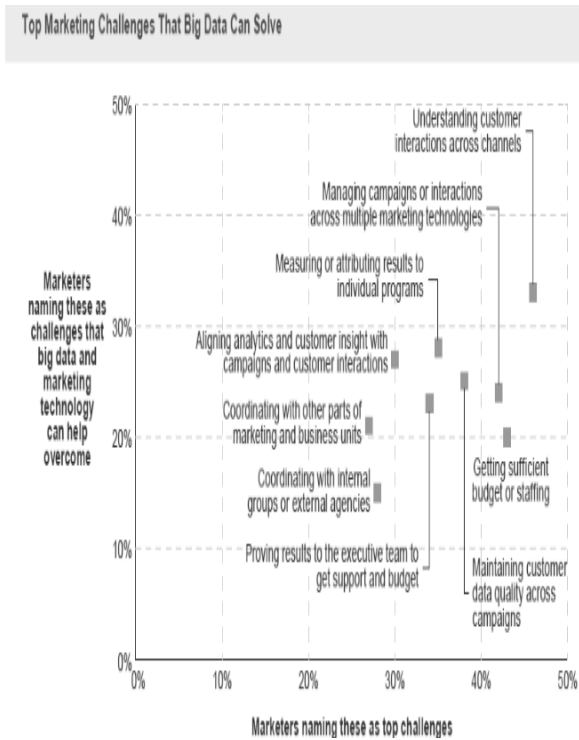 Top Marketing Challenges That Big Data Can Solve
50%
Understanding customer
interactions across channels
Managing campaigns or interactions
across multiple marketing technologies
40%
Measuring or attributing results to
individual programs
Marketers
naming these as
challenges that
big data and
marketing
technology
can help
overcome
30%
Aligning analytics and customer insight with
campaigns and customer interactions
Coordinating with other parts of
marketing and business units
20%
Getting sufficient
budget or staffing
Coordinating with internal
groups or external agencies
10%
Proving results to the executive team to
get support and budget
Maintaining customer
data quality across
campaigns
0%
0%
10%
20%
30%
40%
50%
Marketers naming these as top challenges